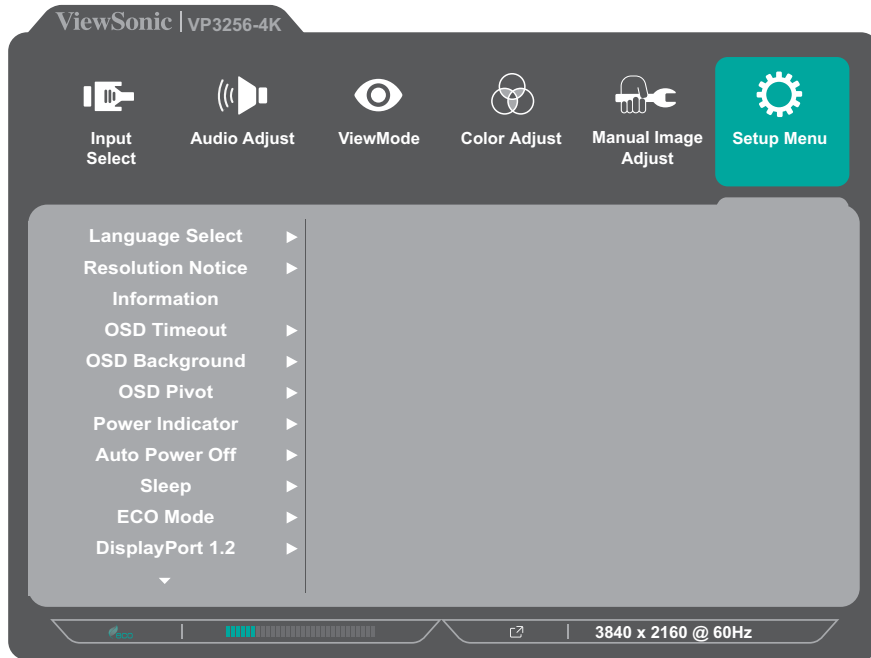 ViewSonic | VP3256-4K
Input Select
Audio Adjust
ViewMode
Color Adjust
Manual Image Adjust
Setup Menu
Language Select
Resolution Notice
Information
OSD Timeout
OSD Background
OSD Pivot
Power Indicator
Auto Power Off
Sleep
ECO Mode
DisplayPort 1.2
eco
3840 x 2160 @ 60Hz